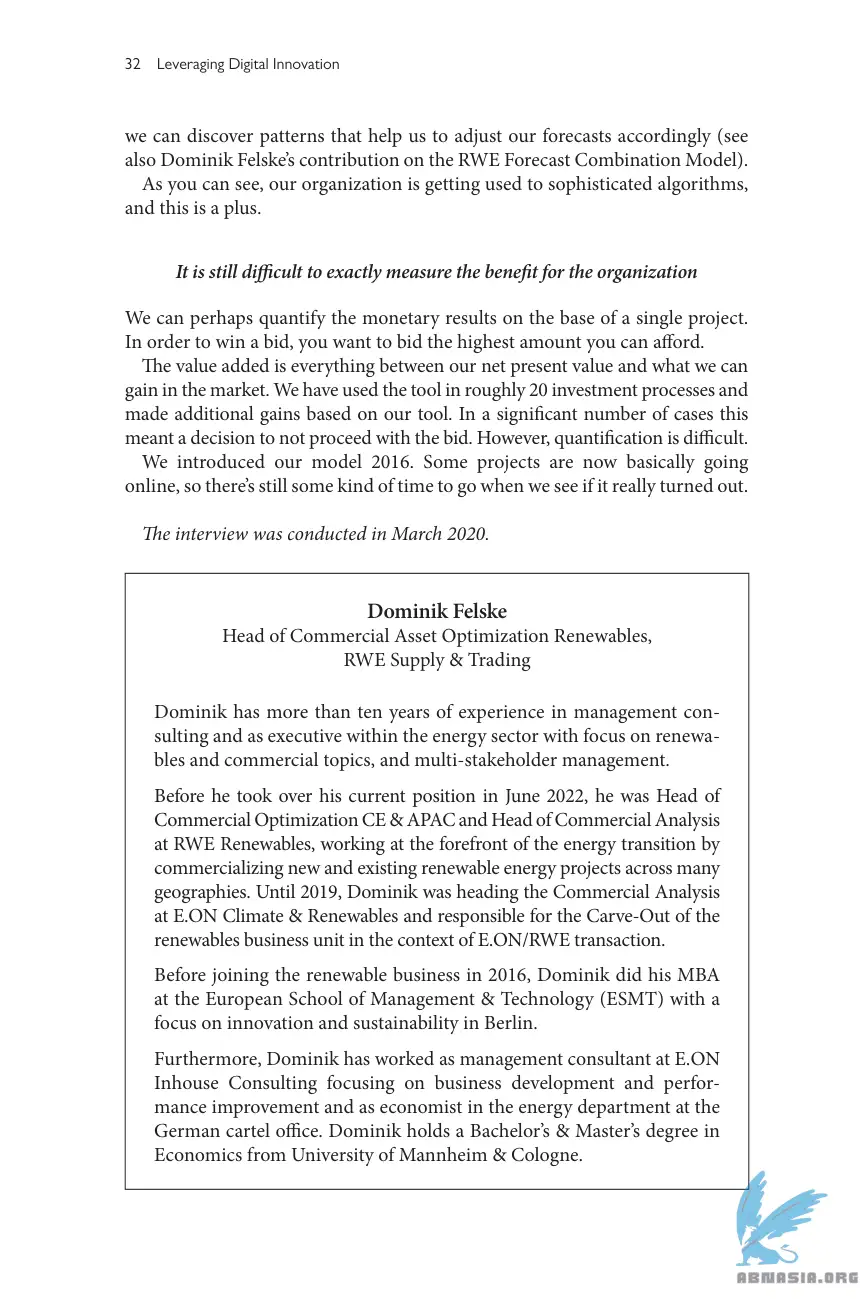 32 Leveraging Digital Innovation
we can discover patterns that help us to adjust our forecasts accordingly (see
also Dominik Felske’s contribution on the RWE Forecast Combination Model).
As you can see, our organization is getting used to sophisticated algorithms,
and this is a plus.
It is still difficult to exactly measure the benefit for the organization
We can perhaps quantify the monetary results on the base of a single project.
In order to win a bid, you want to bid the highest amount you can afford.
The value added is everything between our net present value and what we can
gain in the market. We have used the tool in roughly 20 investment processes and
made additional gains based on our tool. In a significant number of cases this
meant a decision to not proceed with the bid. However, quantification is difficult.
We introduced our model 2016. Some projects are now basically going
online, so there’s still some kind of time to go when we see if it really turned out.
The interview was conducted in March 2020.
Dominik Felske
Head of Commercial Asset Optimization Renewables,
RWE Supply & Trading
Dominik has more than ten years of experience in management con-
sulting and as executive within the energy sector with focus on renewa-
bles and commercial topics, and multi-stakeholder management.
Before he took over his current position in June 2022, he was Head of
Commercial Optimization CE & APAC and Head of Commercial Analysis
at RWE Renewables, working at the forefront of the energy transition by
commercializing new and existing renewable energy projects across many
geographies. Until 2019, Dominik was heading the Commercial Analysis
at E.ON Climate & Renewables and responsible for the Carve-Out of the
renewables business unit in the context of E.ON/RWE transaction.
Before joining the renewable business in 2016, Dominik did his MBA
at the European School of Management & Technology (ESMT) with a
focus on innovation and sustainability in Berlin.
Furthermore, Dominik has worked as management consultant at E.ON
Inhouse Consulting focusing on business development and perfor-
mance improvement and as economist in the energy department at the
German cartel office. Dominik holds a Bachelor’s & Master’s degree in
Economics from University of Mannheim & Cologne.
ABNASIA.ORG